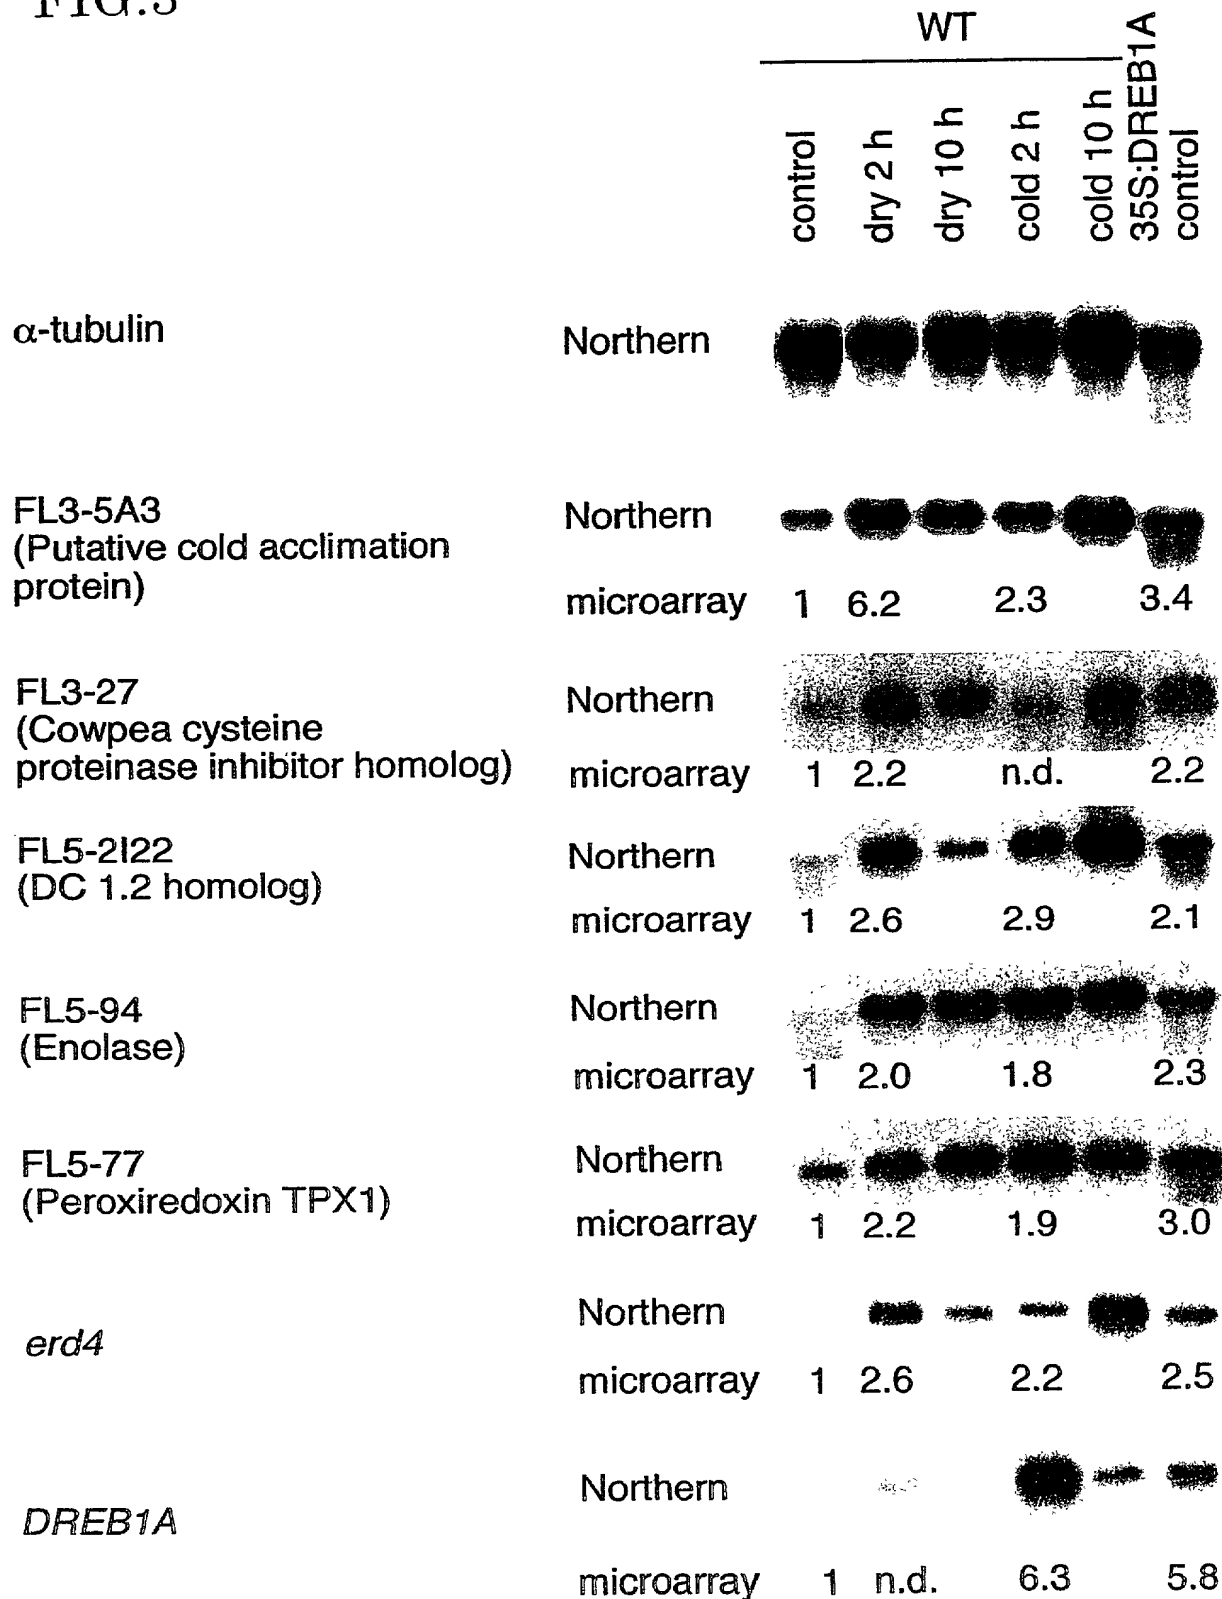 FIG.5
WT
control
dry 2 h
dry 10 h
cold 2 h
cold 10 h
35S:DREB1A
control
α-tubulin
Northern
FL3-5A3
(Putative cold acclimation
protein)
Northern
microarray 1 6.2 2.3 3.4
FL3-27
(Cowpea cysteine
proteinase inhibitor homolog)
Northern
microarray 1 2.2 n.d. 2.2
FL5-2I22
(DC 1.2 homolog)
Northern
microarray 1 2.6 2.9 2.1
FL5-94
(Enolase)
Northern
microarray 1 2.0 1.8 2.3
FL5-77
(Peroxiredoxin TPX1)
Northern
microarray 1 2.2 1.9 3.0
erd4
Northern
microarray 1 2.6 2.2 2.5
DREB1A
Northern
microarray 1 n.d. 6.3 5.8